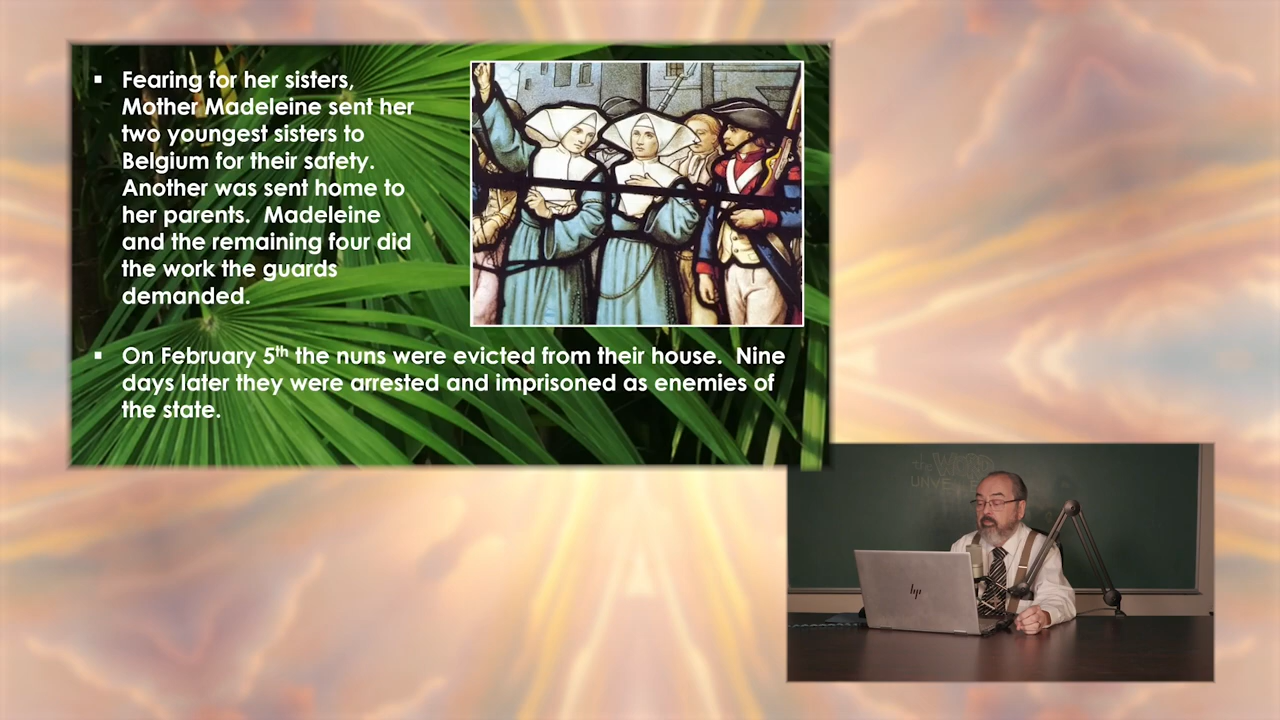 ▪ Fearing for her sisters,
Mother Madeleine sent her
two youngest sisters to
Belgium for their safety.
Another was sent home to
her parents.  Madeleine
and the remaining four did
the work the guards
demanded.
▪ On February 5th the nuns were evicted from their house.  Nine
days later they were arrested and imprisoned as enemies of
the state.
the WORD
hp